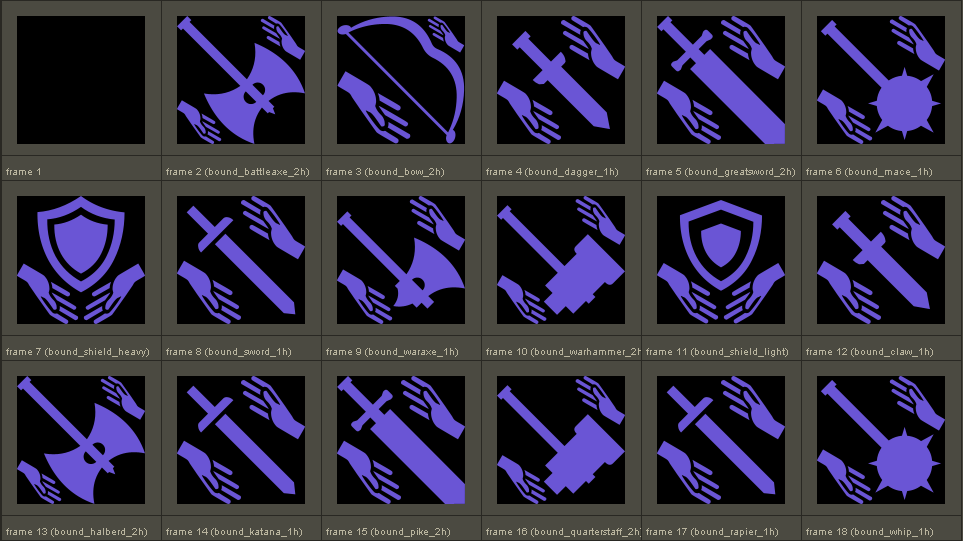 frame 1
frame 2 (bound_battleaxe_2h)
frame 3 (bound_bow_2h)
frame 4 (bound_dagger_1h)
frame 5 (bound_greatsword_2h)
frame 6 (bound_mace_1h)
frame 7 (bound_shield_heavy)
frame 8 (bound_sword_1h)
frame 9 (bound_waraxe_1h)
frame 10 (bound_warhammer_2h
frame 11 (bound_shield_light)
frame 12 (bound_claw_1h)
frame 13 (bound_halberd_2h)
frame 14 (bound_katana_1h)
frame 15 (bound_pike_2h)
frame 16 (bound_quarterstaff_2h)
frame 17 (bound_rapier_1h)
frame 18 (bound_whip_1h)